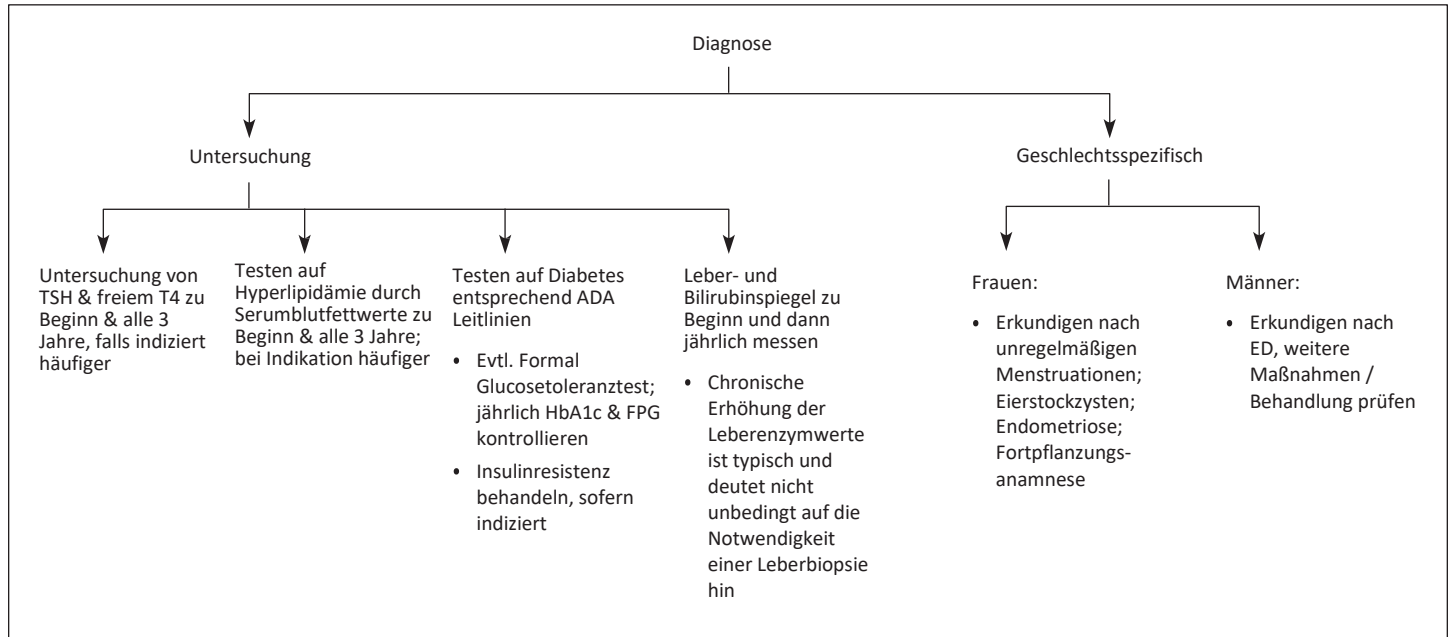 Diagnose
Untersuchung
Geschlechtsspezifisch
Untersuchung von
TSH & freiem T4 zu
Beginn & alle 3
Jahre, falls indiziert
häufiger
Testen auf
Hyperlipidämie durch
Serumblutfettwerte zu
Beginn & alle 3 Jahre;
bei Indikation häufiger
Testen auf Diabetes
entsprechend ADA
Leitlinien
• Evtl. Formal
Glucosetoleranztest;
jährlich HbA1c & FPG
kontrollieren
• Insulinresistenz
behandeln, sofern
indiziert
Leber- und
Bilirubinspiegel zu
Beginn und dann
jährlich messen
• Chronische
Erhöhung der
Leberenzymwerte
ist typisch und
deutet nicht
unbedingt auf die
Notwendigkeit
einer Leberbiopsie
hin
Frauen:
• Erkundigen nach
unregelmäßigen
Menstruationen;
Eierstockzysten;
Endometriose;
Fortpflanzungs-
anamnese
Männer:
• Erkundigen nach
ED, weitere
Maßnahmen /
Behandlung prüfen